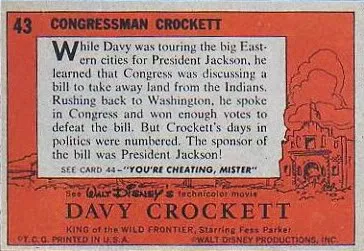 43 CONGRESSMAN CROCKETT
While Davy was touring the big East-
ern cities for President Jackson, he
learned that Congress was discussing a
bill to take away land from the Indians.
Rushing back to Washington, he spoke
in Congress and won enough votes to
defeat the bill. But Crockett's days in
politics were numbered. The sponsor of
the bill was President Jackson!
SEE CARD 44—"YOU'RE CHEATING, MISTER"
See WALT DISNEY'S technicolor movie
DAVY CROCKETT
KING of the WILD FRONTIER, Starring Fess Parker
©T. C. G. PRINTED IN U.S.A. ©WALT DISNEY PRODUCTIONS, INC.